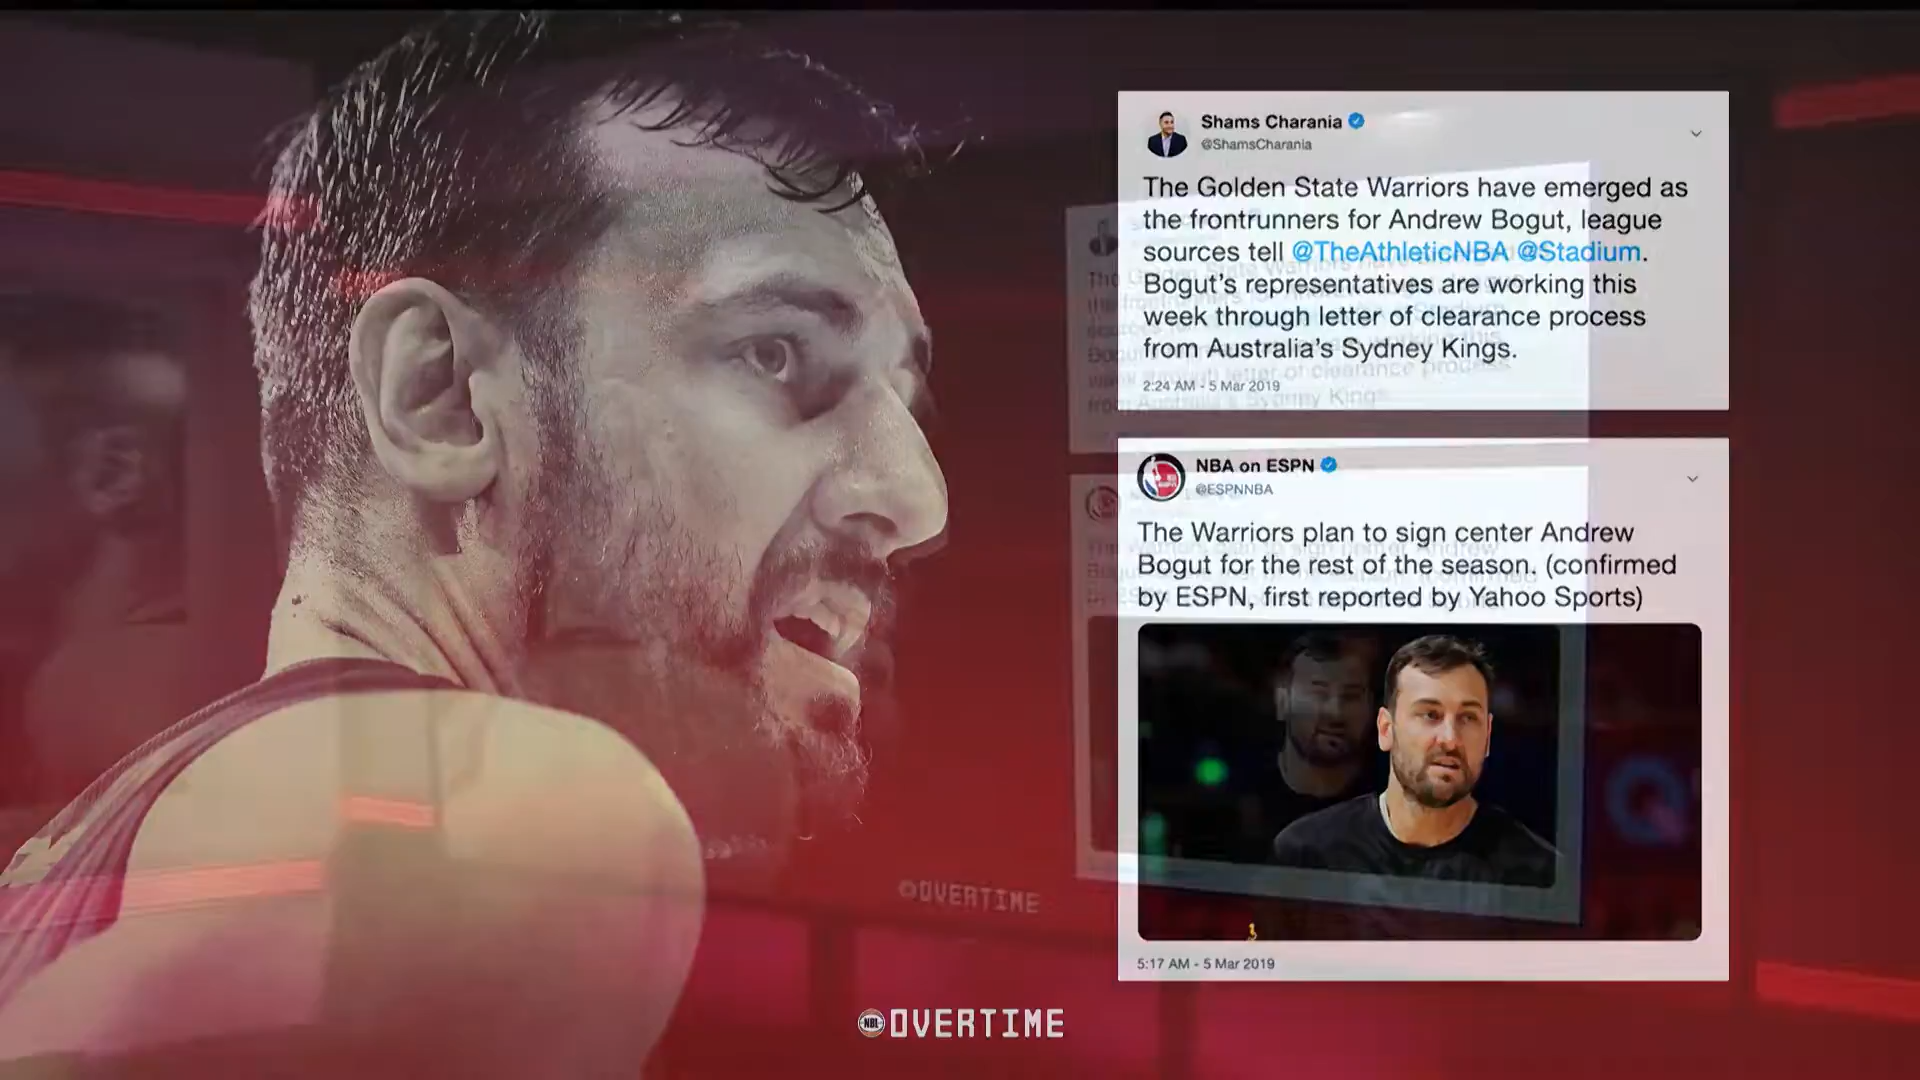 Shams Charania
@ShamsCharania
The Golden State Warriors have emerged as
the frontrunners for Andrew Bogut, league
sources tell @TheAthleticNBA @Stadium.
Bogut’s representatives are working this
week through letter of clearance process
from Australia’s Sydney Kings.
2:24 AM - 5 Mar 2019
NBA on ESPN
@ESPNNBA
The Warriors plan to sign center Andrew
Bogut for the rest of the season. (confirmed
by ESPN, first reported by Yahoo Sports)
5:17 AM - 5 Mar 2019
OVERTIME
NBL OVERTIME